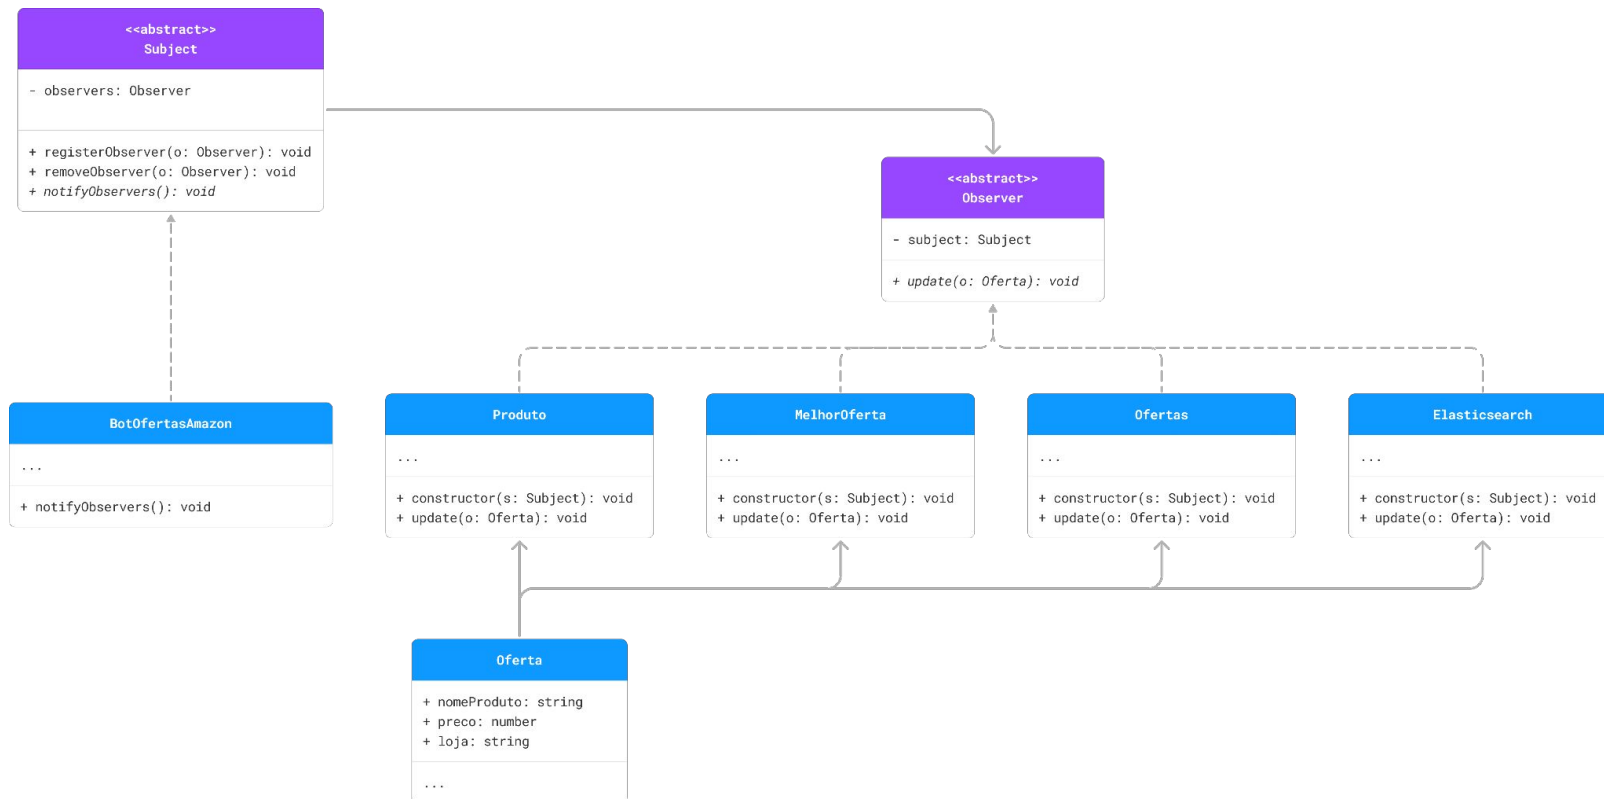 <<abstract>>
Subject
- observers: Observer
+ registerObserver(o: Observer): void
+ removeObserver(o: Observer): void
+ notifyObservers(): void
<<abstract>>
Observer
- subject: Subject
+ update(o: Oferta): void
BotOfertasAmazon
...
+ notifyObservers(): void
Produto
...
+ constructor(s: Subject): void
+ update(o: Oferta): void
MelhorOferta
...
+ constructor(s: Subject): void
+ update(o: Oferta): void
Ofertas
...
+ constructor(s: Subject): void
+ update(o: Oferta): void
Elasticsearch
...
+ constructor(s: Subject): void
+ update(o: Oferta): void
Oferta
+ nomeProduto: string
+ preco: number
+ loja: string
...